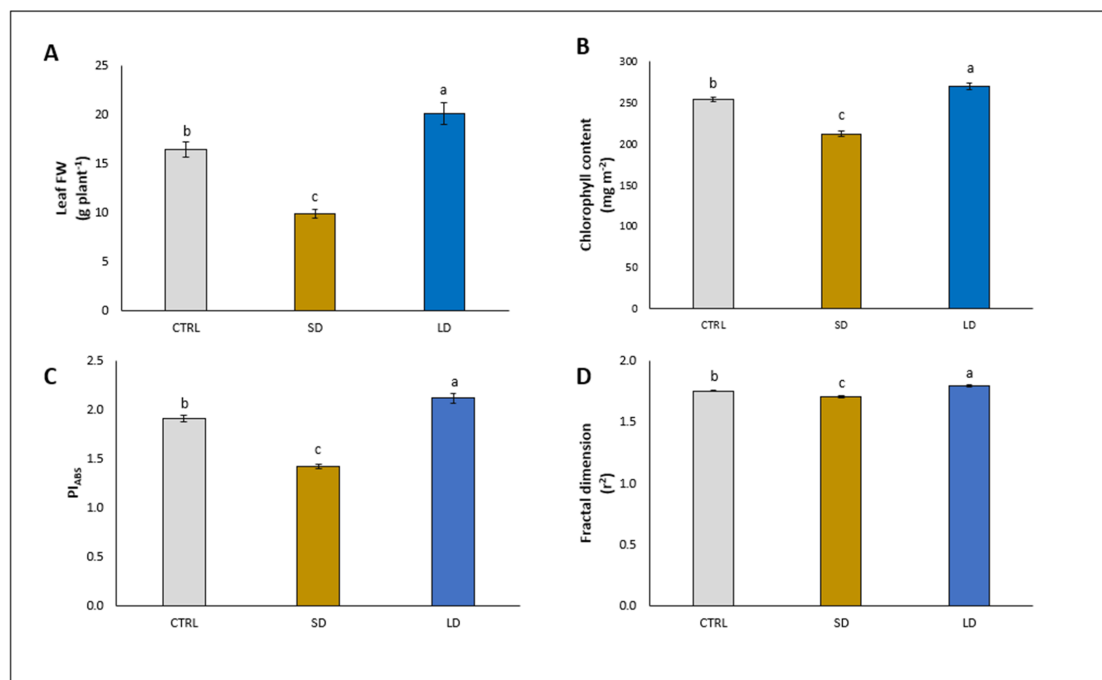 A
Leaf FW
(g plant⁻¹)
25
20
15
10
5
0
b
c
a
CTRL SD LD
B
Chlorophyll content
(mg m⁻²)
300
250
200
150
100
50
0
b
c
a
CTRL SD LD
C
PI_ABS
2.5
2.0
1.5
1.0
0.5
0.0
b
c
a
CTRL SD LD
D
Fractal dimension
(r²)
2.0
1.5
1.0
0.5
0.0
b
c
a
CTRL SD LD